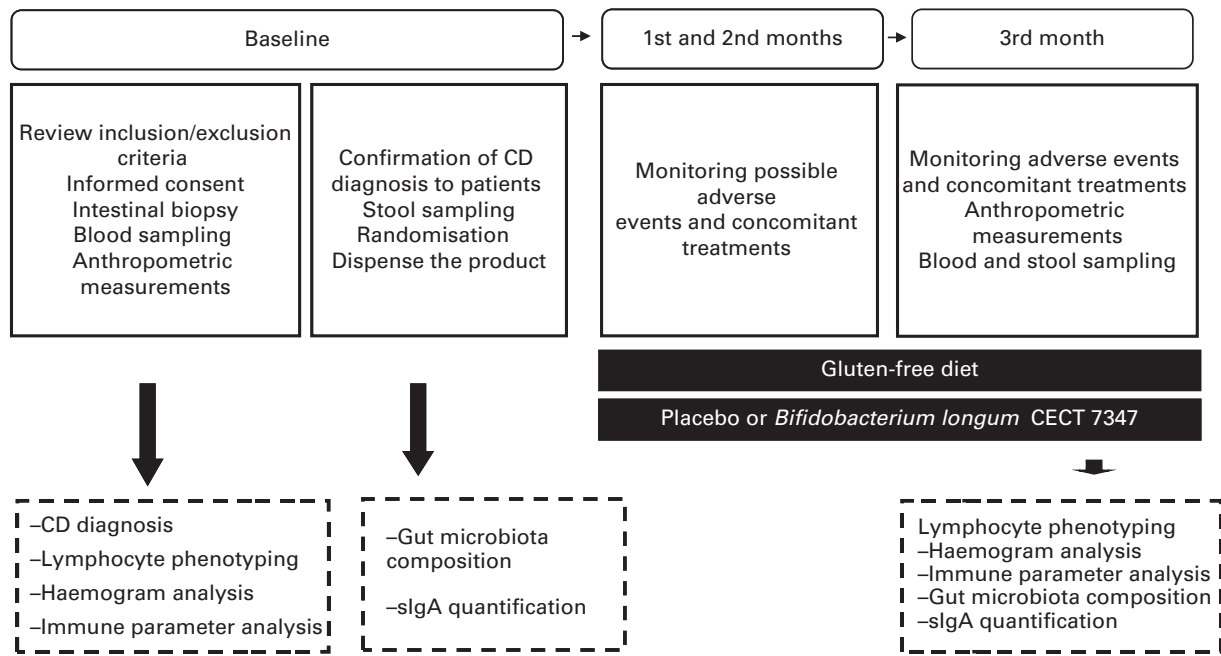 Baseline
1st and 2nd months
3rd month
Review inclusion/exclusion
criteria
Informed consent
Intestinal biopsy
Blood sampling
Anthropometric
measurements
Confirmation of CD
diagnosis to patients
Stool sampling
Randomisation
Dispense the product
Monitoring possible
adverse
events and concomitant
treatments
Monitoring adverse events
and concomitant treatments
Anthropometric
measurements
Blood and stool sampling
Gluten-free diet
Placebo or Bifidobacterium longum CECT 7347
–CD diagnosis
–Lymphocyte phenotyping
–Haemogram analysis
–Immune parameter analysis
–Gut microbiota
composition
–sIgA quantification
Lymphocyte phenotyping
–Haemogram analysis
–Immune parameter analysis
–Gut microbiota composition
–sIgA quantification